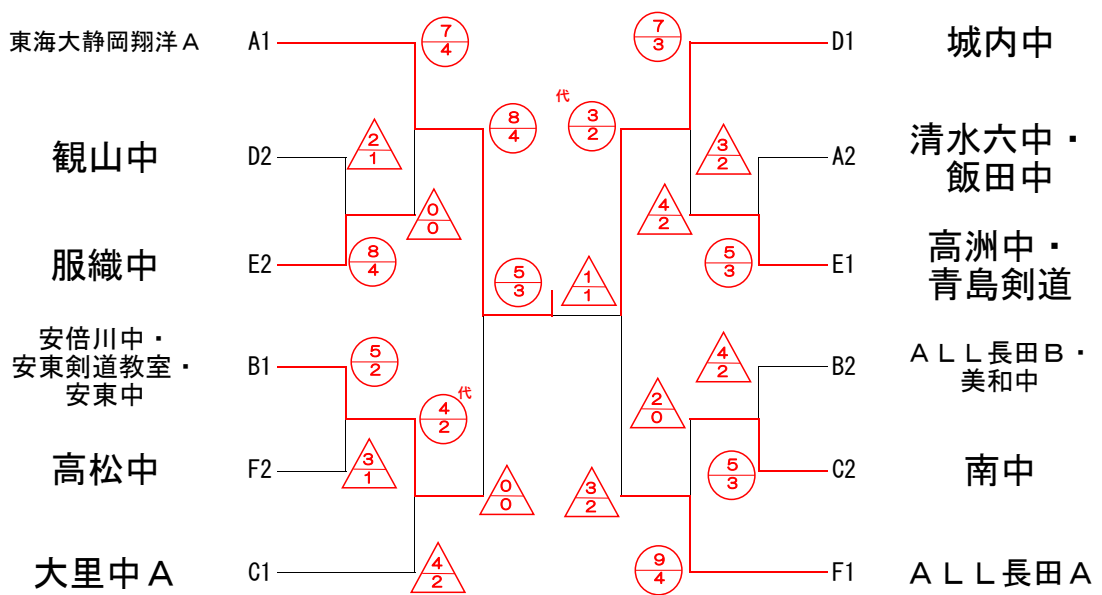 東海大静岡翔洋A A1 7 4
観山中 D2 2 1
0 0
服織中 E2 8 4
8 4
安倍川中・
安東剣道教室・
安東中
B1 5 2
代
4 2
高松中 F2 3 1
0 0
大里中A C1 4 2
5 3
1 1
7 3 D1 城内中
代
3 2
3 2 A2 清水六中・
飯田中
4 2
5 3 E1 高洲中・
青島剣道
4 2 B2 ALL長田B・
美和中
2 0
5 3 C2 南中
3 2
9 4 F1 ALL長田A